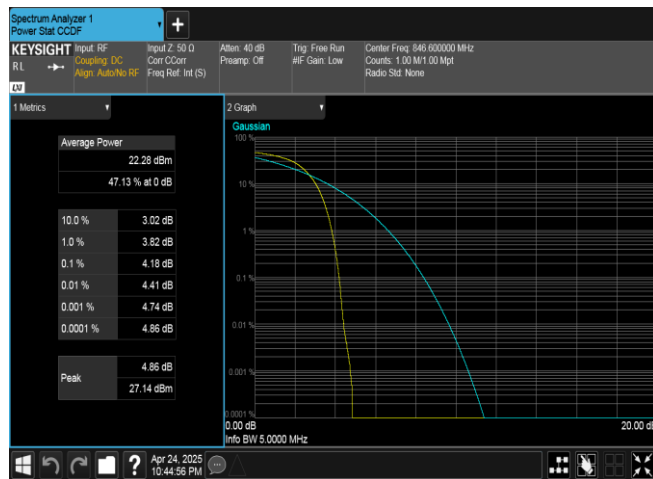 Spectrum Analyzer 1
Power Stat CCDF
KEYSIGHT
RL
LXI
Input: RF
Coupling: DC
Align: Auto/No RF
Input Z: 50 Ω
Corr CCorr
Freq Ref: Int (S)
Atten: 40 dB
Preamp: Off
Trig: Free Run
#IF Gain: Low
Center Freq: 846.600000 MHz
Counts: 1.00 M/1.00 Mpt
Radio Std: None
1 Metrics
Average Power
22.28 dBm
47.13 % at 0 dB
10.0 % 3.02 dB
1.0 % 3.82 dB
0.1 % 4.18 dB
0.01 % 4.41 dB
0.001 % 4.74 dB
0.0001 % 4.86 dB
Peak
4.86 dB
27.14 dBm
2 Graph
Gaussian
100 %
10 %
1 %
0.1 %
0.01 %
0.001 %
0.0001 %
0.00 dB
20.00 dB
Info BW 5.0000 MHz
Apr 24, 2025
10:44:56 PM